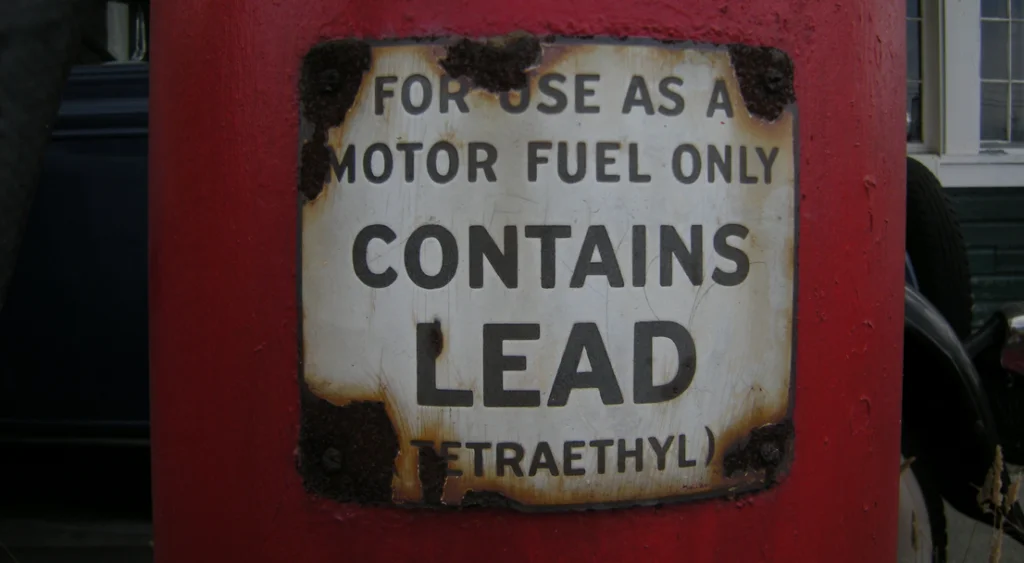 FOR USE AS A
MOTOR FUEL ONLY
CONTAINS
LEAD
TETRAETHYL)